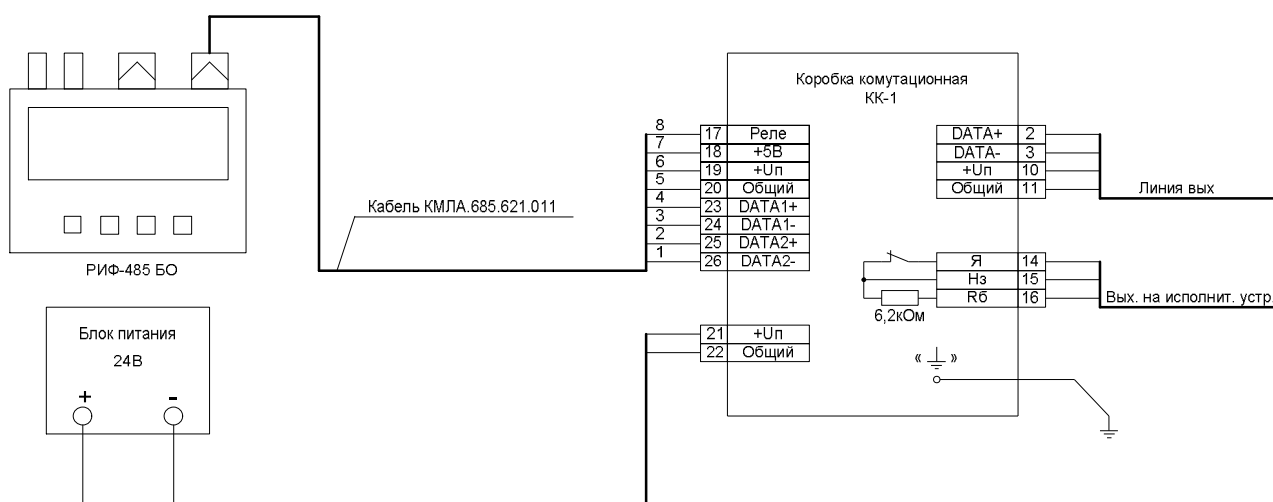 Коробка комутационная
КК-1
8
7
6
5
4
3
2
1
17 Реле
18 +5В
19 +Uп
20 Общий
23 DATA1+
24 DATA1-
25 DATA2+
26 DATA2-
DATA+ 2
DATA- 3
+Uп 10
Общий 11
Линия вых
Кабель КМЛА.685.621.011
РИФ-485 БО
Я 14
Нз 15
Rб 16
6,2кОм
Вых. на исполнит. устр.
Блок питания
24В
+ -
21 +Uп
22 Общий
« »